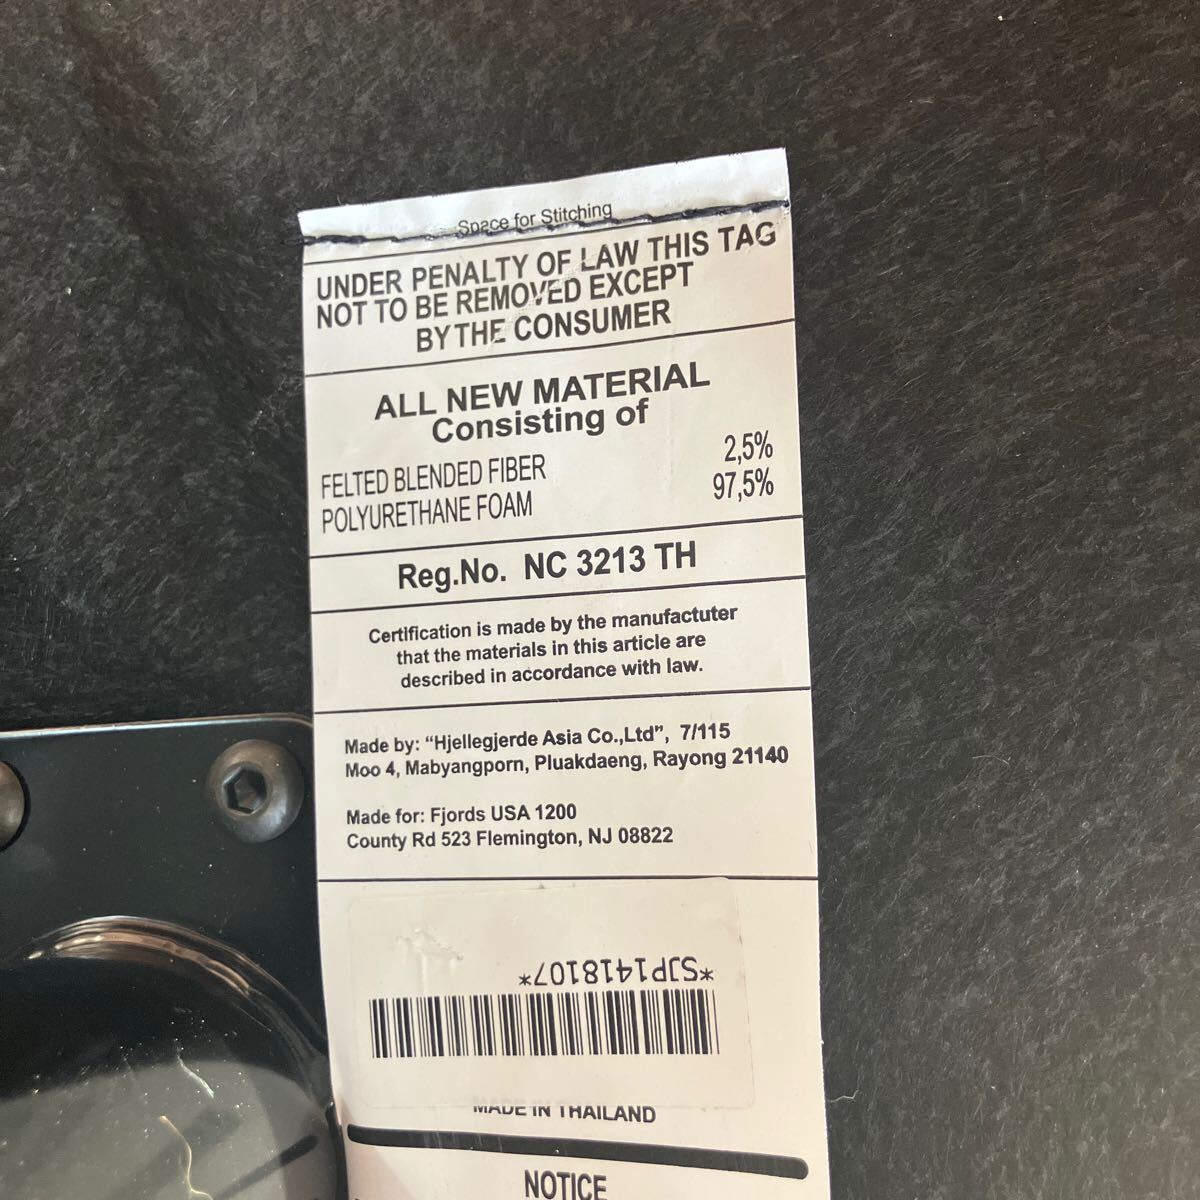 Space for Stitching
UNDER PENALTY OF LAW THIS TAG
NOT TO BE REMOVED EXCEPT
BY THE CONSUMER
ALL NEW MATERIAL
Consisting of
FELTED BLENDED FIBER 2,5%
POLYURETHANE FOAM 97,5%
Reg.No. NC 3213 TH
Certification is made by the manufactuter
that the materials in this article are
described in accordance with law.
Made by: “Hjellegjerde Asia Co.,Ltd”, 7/115
Moo 4, Mabyangporn, Pluakdaeng, Rayong 21140
Made for: Fjords USA 1200
County Rd 523 Flemington, NJ 08822
*SJP1418107*
MADE IN THAILAND
NOTICE